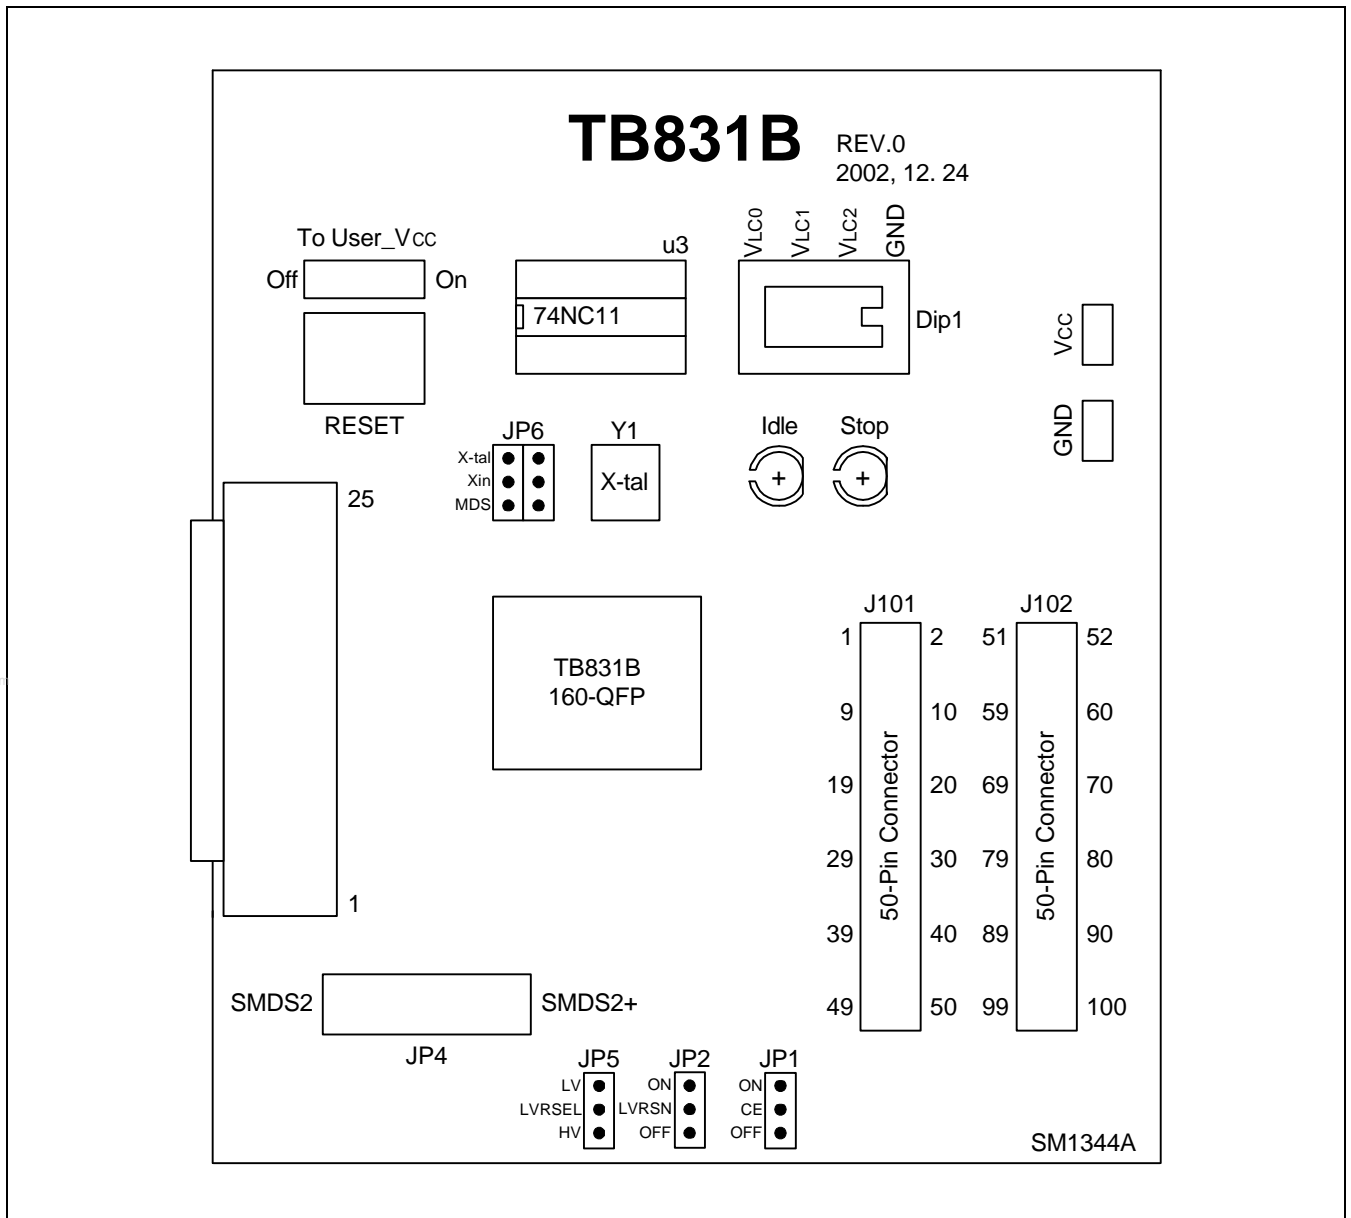 TB831B
REV.0
2002, 12. 24
VLC0
VLC1
VLC2
GND
To User_VCC
Off
On
u3
74NC11
Dip1
VCC
GND
RESET
JP6
X-tal
Xin
MDS
Y1
X-tal
Idle
Stop
25
1
TB831B
160-QFP
J101
J102
1
2
51
52
9
10
59
60
19
20
69
70
29
30
79
80
39
40
89
90
49
50
99
100
50-Pin Connector
50-Pin Connector
SMDS2
SMDS2+
JP4
JP5
LV
LVRSEL
HV
JP2
ON
LVRSN
OFF
JP1
ON
CE
OFF
SM1344A